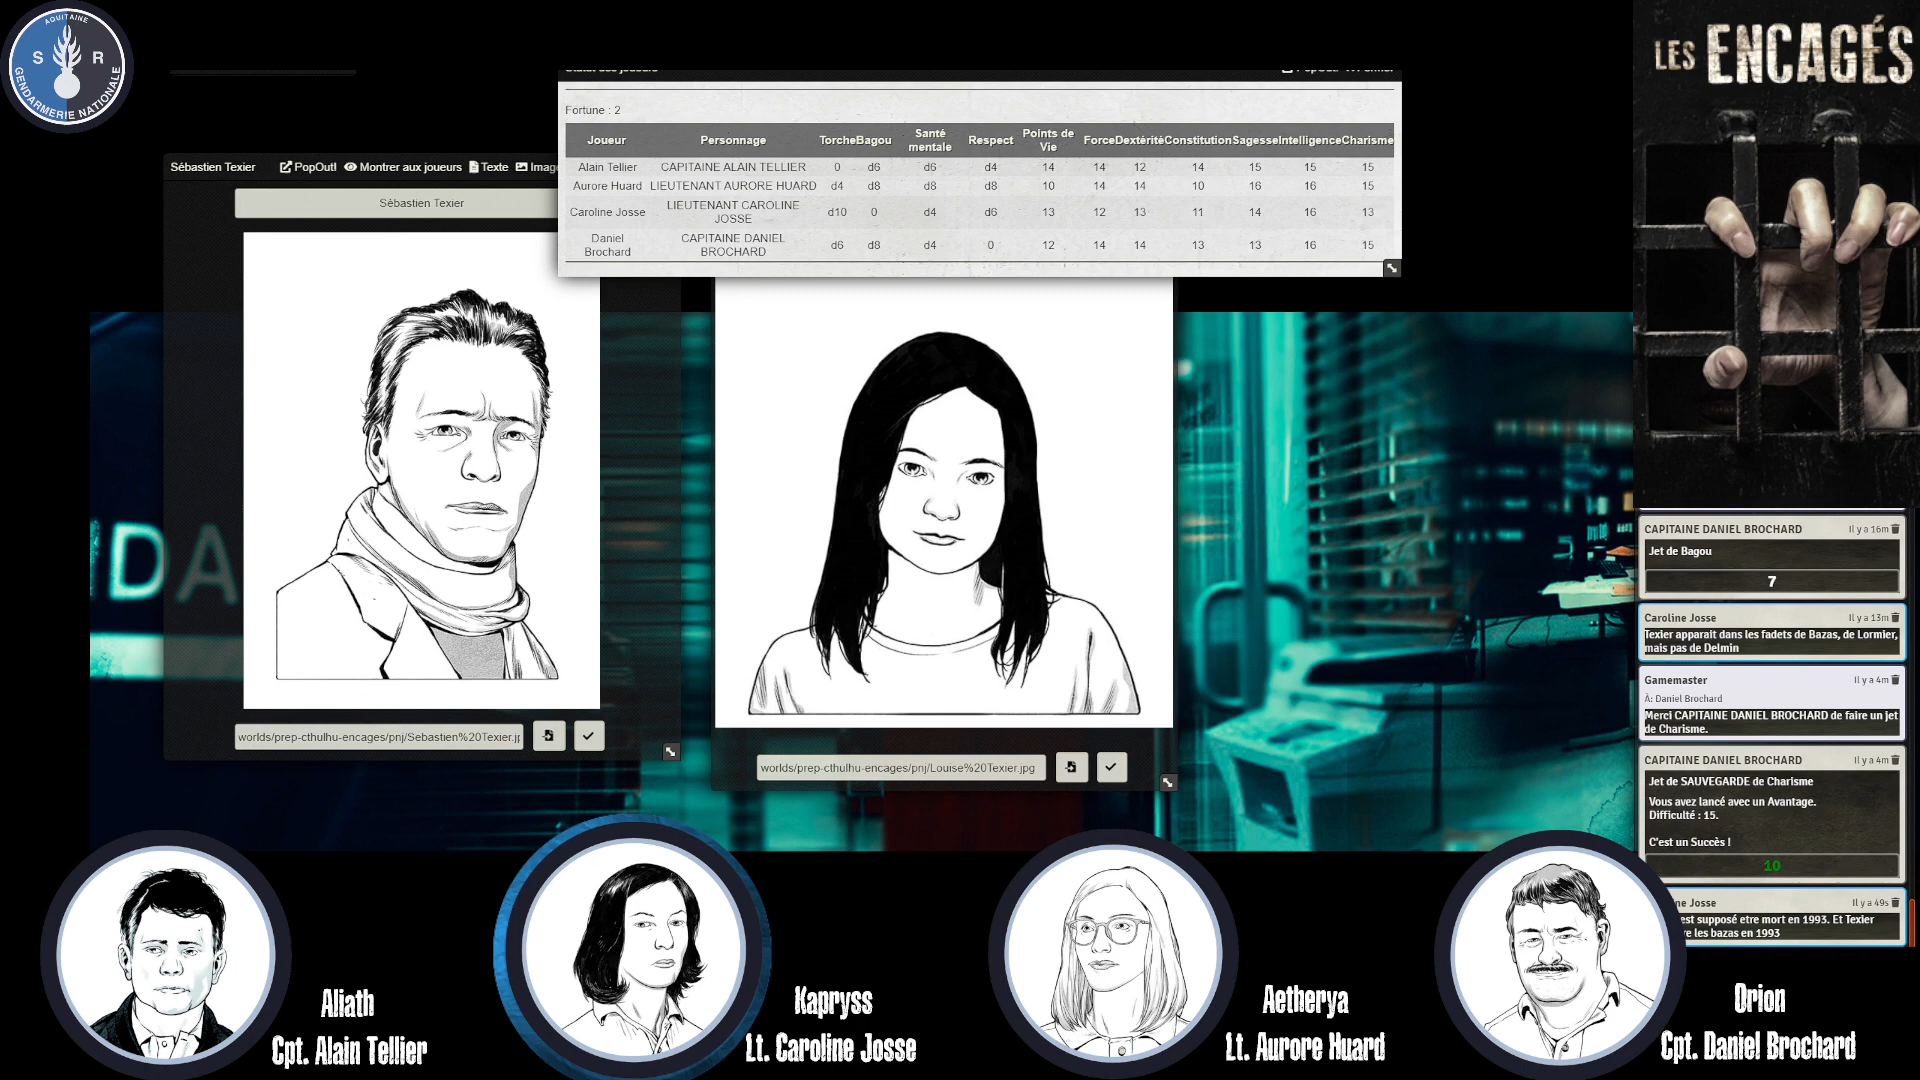 AQUITAINE
S R
GENDARMERIE NATIONALE
LES ENCAGÉS
Fortune : 2
Joueur Personnage Torche Bagou Santé mentale Respect Points de Vie Force Dextérité Constitution Sagesse Intelligence Charisme
Alain Tellier CAPITAINE ALAIN TELLIER 0 d6 d6 d4 14 14 12 14 15 15 15
Aurore Huard LIEUTENANT AURORE HUARD d4 d8 d8 d8 10 14 14 10 16 16 15
Caroline Josse LIEUTENANT CAROLINE JOSSE d10 0 d4 d6 13 12 13 11 14 16 13
Daniel Brochard CAPITAINE DANIEL BROCHARD d6 d8 d4 0 12 14 14 13 13 16 15
Sébastien Texier PopOut! Montrer aux joueurs Texte Imag
Sébastien Texier
DA
worlds/prep-cthulhu-encages/pnj/Sebastien%20Texier.j
worlds/prep-cthulhu-encages/pnj/Louise%20Texier.jpg
CAPITAINE DANIEL BROCHARD Il y a 16m
Jet de Bagou
7
Caroline Josse Il y a 13m
Texier apparait dans les fadets de Bazas, de Lormier,
mais pas de Delmin
Gamemaster Il y a 4m
À: Daniel Brochard
Merci CAPITAINE DANIEL BROCHARD de faire un jet
de Charisme.
CAPITAINE DANIEL BROCHARD Il y a 4m
Jet de SAUVEGARDE de Charisme
Vous avez lancé avec un Avantage.
Difficulté : 15.
C'est un Succès !
10
ne Josse Il y a 49s
est supposé etre mort en 1993. Et Texier
re les bazas en 1993
Aliath
Cpt. Alain Tellier
Kapryss
Lt. Caroline Josse
Aetherya
Lt. Aurore Huard
Orion
Cpt. Daniel Brochard